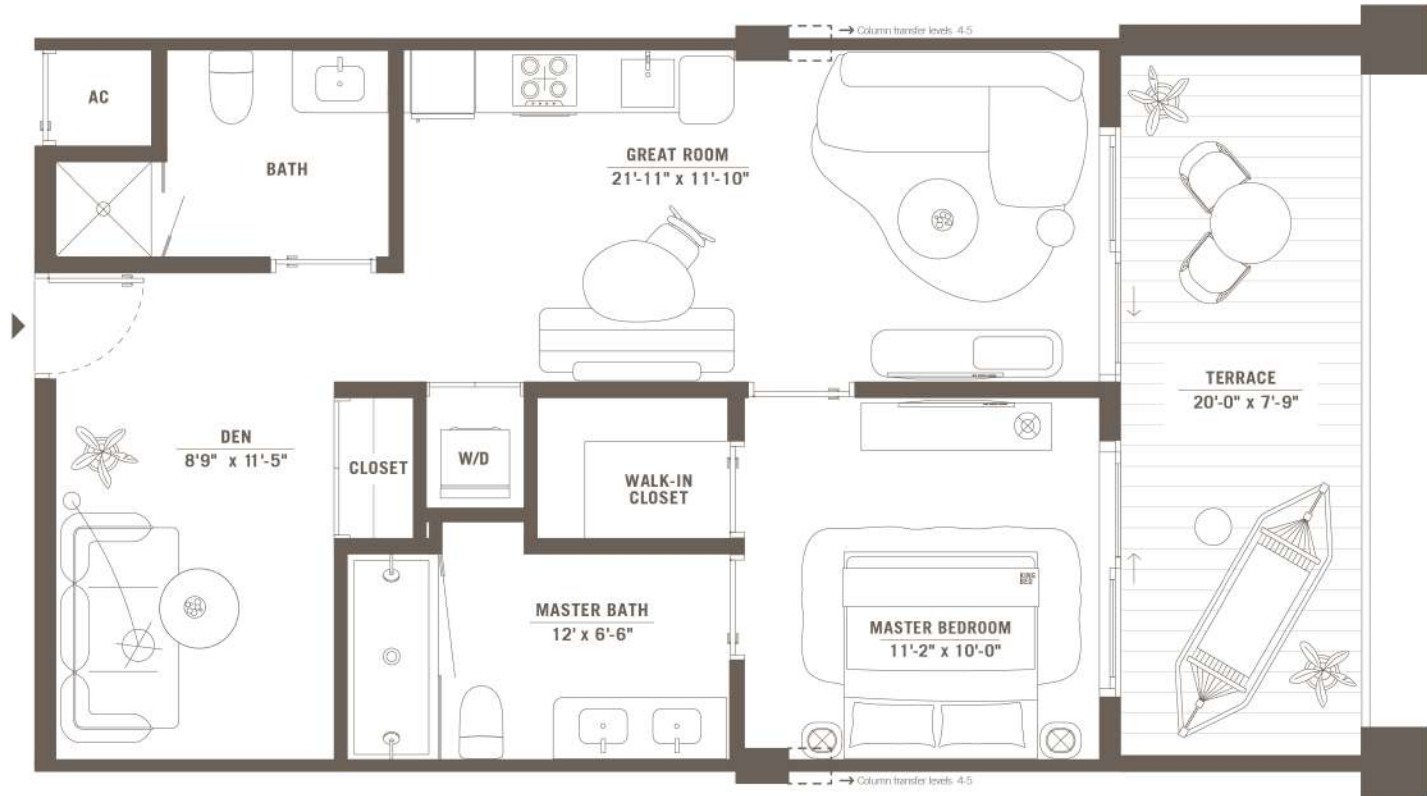 → Column transfer levels 4-5
AC
BATH
GREAT ROOM
21'-11" x 11'-10"
TERRACE
20'-0" x 7'-9"
DEN
8'9" x 11'-5"
CLOSET
W/D
WALK-IN
CLOSET
KING
BED
MASTER BATH
12' x 6'-6"
MASTER BEDROOM
11'-2" x 10'-0"
→ Column transfer levels 4-5